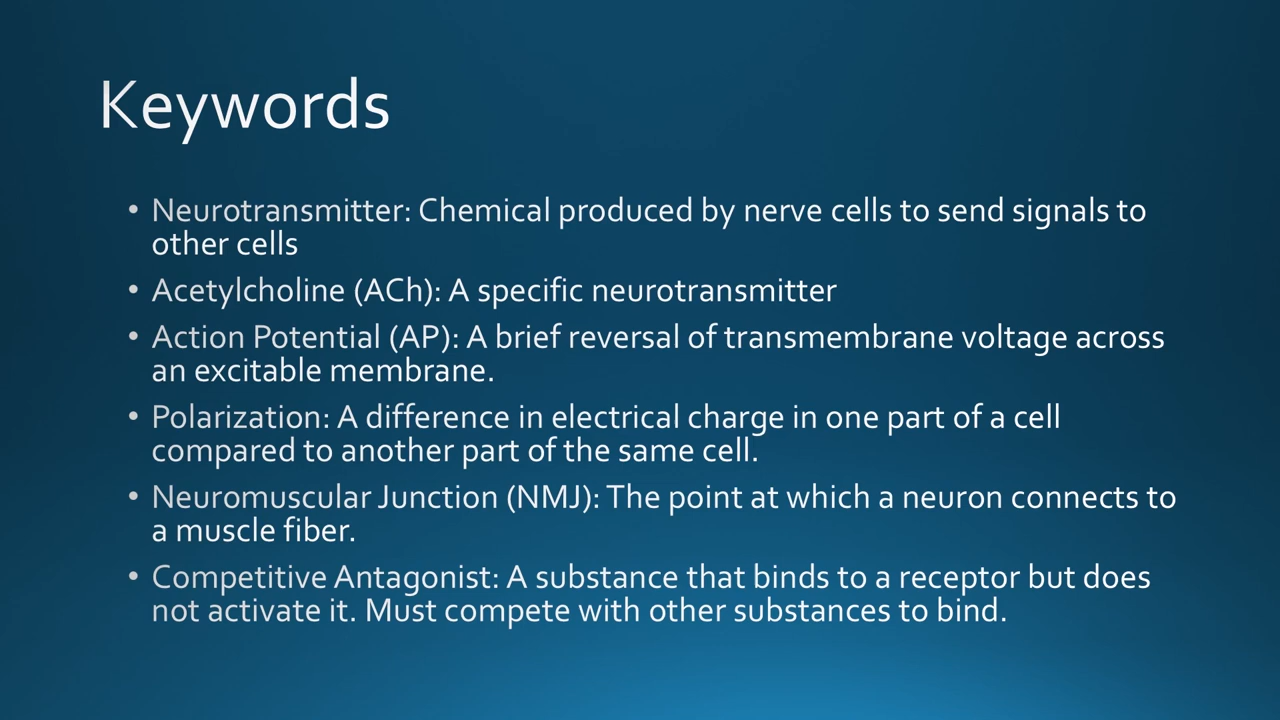 Keywords
• Neurotransmitter: Chemical produced by nerve cells to send signals to
other cells
• Acetylcholine (ACh): A specific neurotransmitter
• Action Potential (AP): A brief reversal of transmembrane voltage across
an excitable membrane.
• Polarization: A difference in electrical charge in one part of a cell
compared to another part of the same cell.
• Neuromuscular Junction (NMJ): The point at which a neuron connects to
a muscle fiber.
• Competitive Antagonist: A substance that binds to a receptor but does
not activate it. Must compete with other substances to bind.